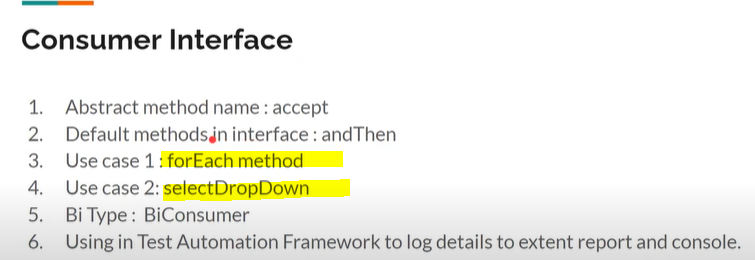 Consumer Interface
1. Abstract method name : accept
2. Default methods in interface : andThen
3. Use case 1 : forEach method
4. Use case 2: selectDropDown
5. Bi Type : BiConsumer
6. Using in Test Automation Framework to log details to extent report and console.